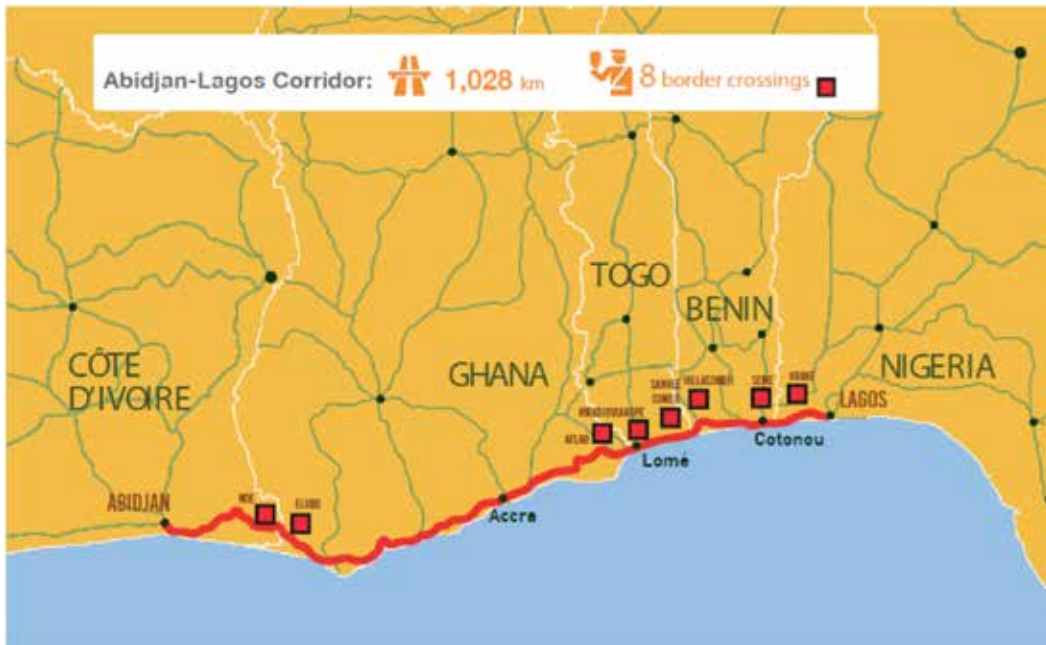 Abidjan-Lagos Corridor: 1,028 km 8 border crossings
TOGO
BENIN
CÔTE
D'IVOIRE
GHANA
NIGERIA
SANVEE
CONDJI
HILLACONDJI
SEME
KRAKE
LAGOS
AFLAO
Lomé
Cotonou
ABIDJAN
NOE
ELUBO
Accra